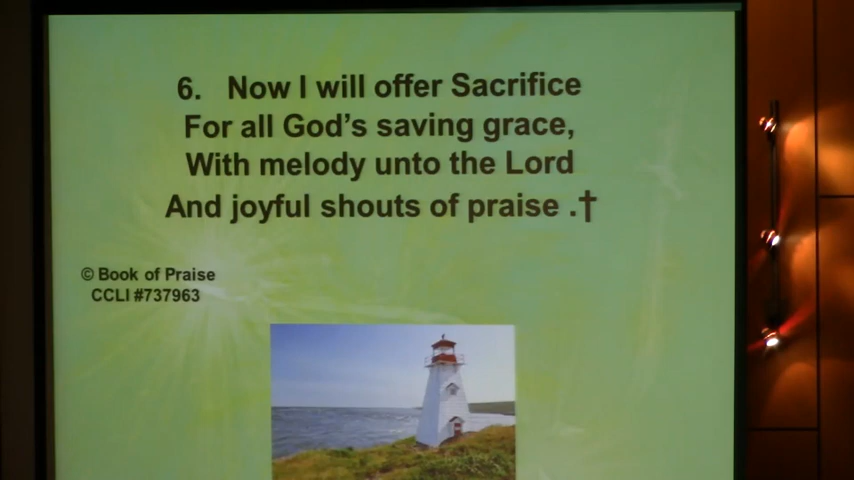 6. Now I will offer Sacrifice
For all God's saving grace,
With melody unto the Lord
And joyful shouts of praise .†
© Book of Praise
CCLI #737963